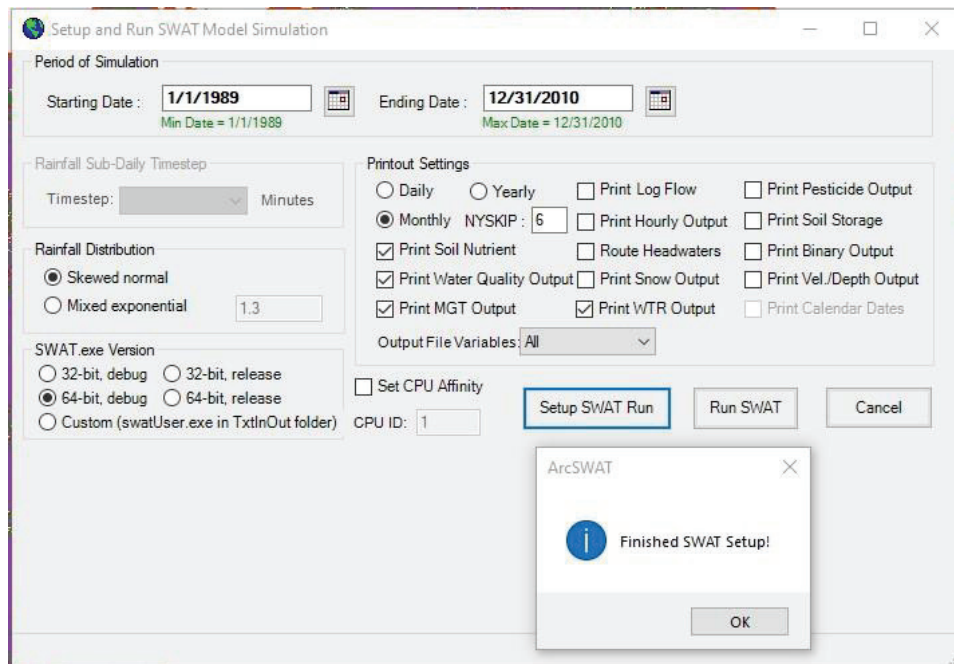 Setup and Run SWAT Model Simulation
Period of Simulation
Starting Date : 1/1/1989 Ending Date : 12/31/2010
Min Date = 1/1/1989 Max Date = 12/31/2010
Rainfall Sub-Daily Timestep
Timestep: Minutes
Rainfall Distribution
Skewed normal
Mixed exponential 1.3
SWAT.exe Version
32-bit, debug 32-bit, release
64-bit, debug 64-bit, release
Custom (swatUser.exe in TxtInOut folder)
Printout Settings
Daily Yearly Print Log Flow Print Pesticide Output
Monthly NYSKIP : 6 Print Hourly Output Print Soil Storage
Print Soil Nutrient Route Headwaters Print Binary Output
Print Water Quality Output Print Snow Output Print Vel./Depth Output
Print MGT Output Print WTR Output Print Calendar Dates
Output File Variables: All
Set CPU Affinity
CPU ID: 1
Setup SWAT Run Run SWAT Cancel
ArcSWAT
Finished SWAT Setup!
OK